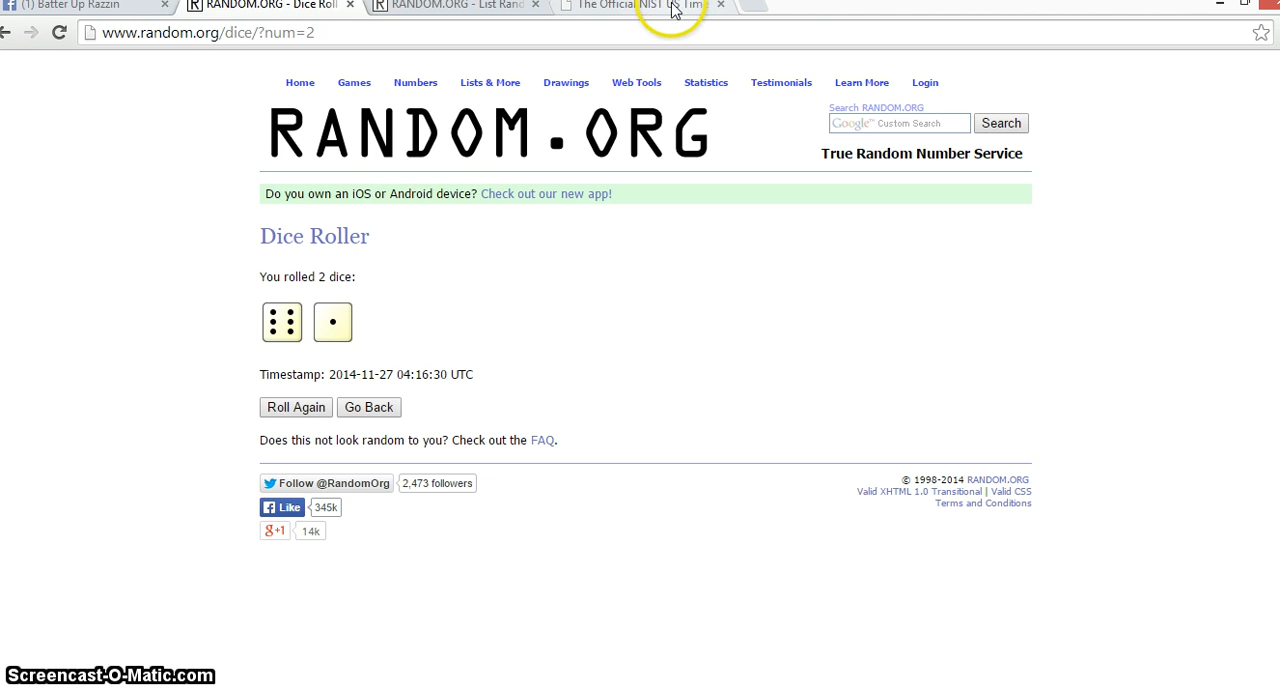 (1) Batter Up Razzin
RANDOM.ORG - Dice Roll
RANDOM.ORG - List Rand
The Official NIST US Time
www.random.org/dice/?num=2
Home Games Numbers Lists & More Drawings Web Tools Statistics Testimonials Learn More Login
RANDOM.ORG
Search RANDOM.ORG
Google™ Custom Search
Search
True Random Number Service
Do you own an iOS or Android device? Check out our new app!
Dice Roller
You rolled 2 dice:
Timestamp: 2014-11-27 04:16:30 UTC
Roll Again Go Back
Does this not look random to you? Check out the FAQ.
Follow @RandomOrg 2,473 followers
Like 345k
g+1 14k
© 1998-2014 RANDOM.ORG
Valid XHTML 1.0 Transitional | Valid CSS
Terms and Conditions
Screencast-O-Matic.com